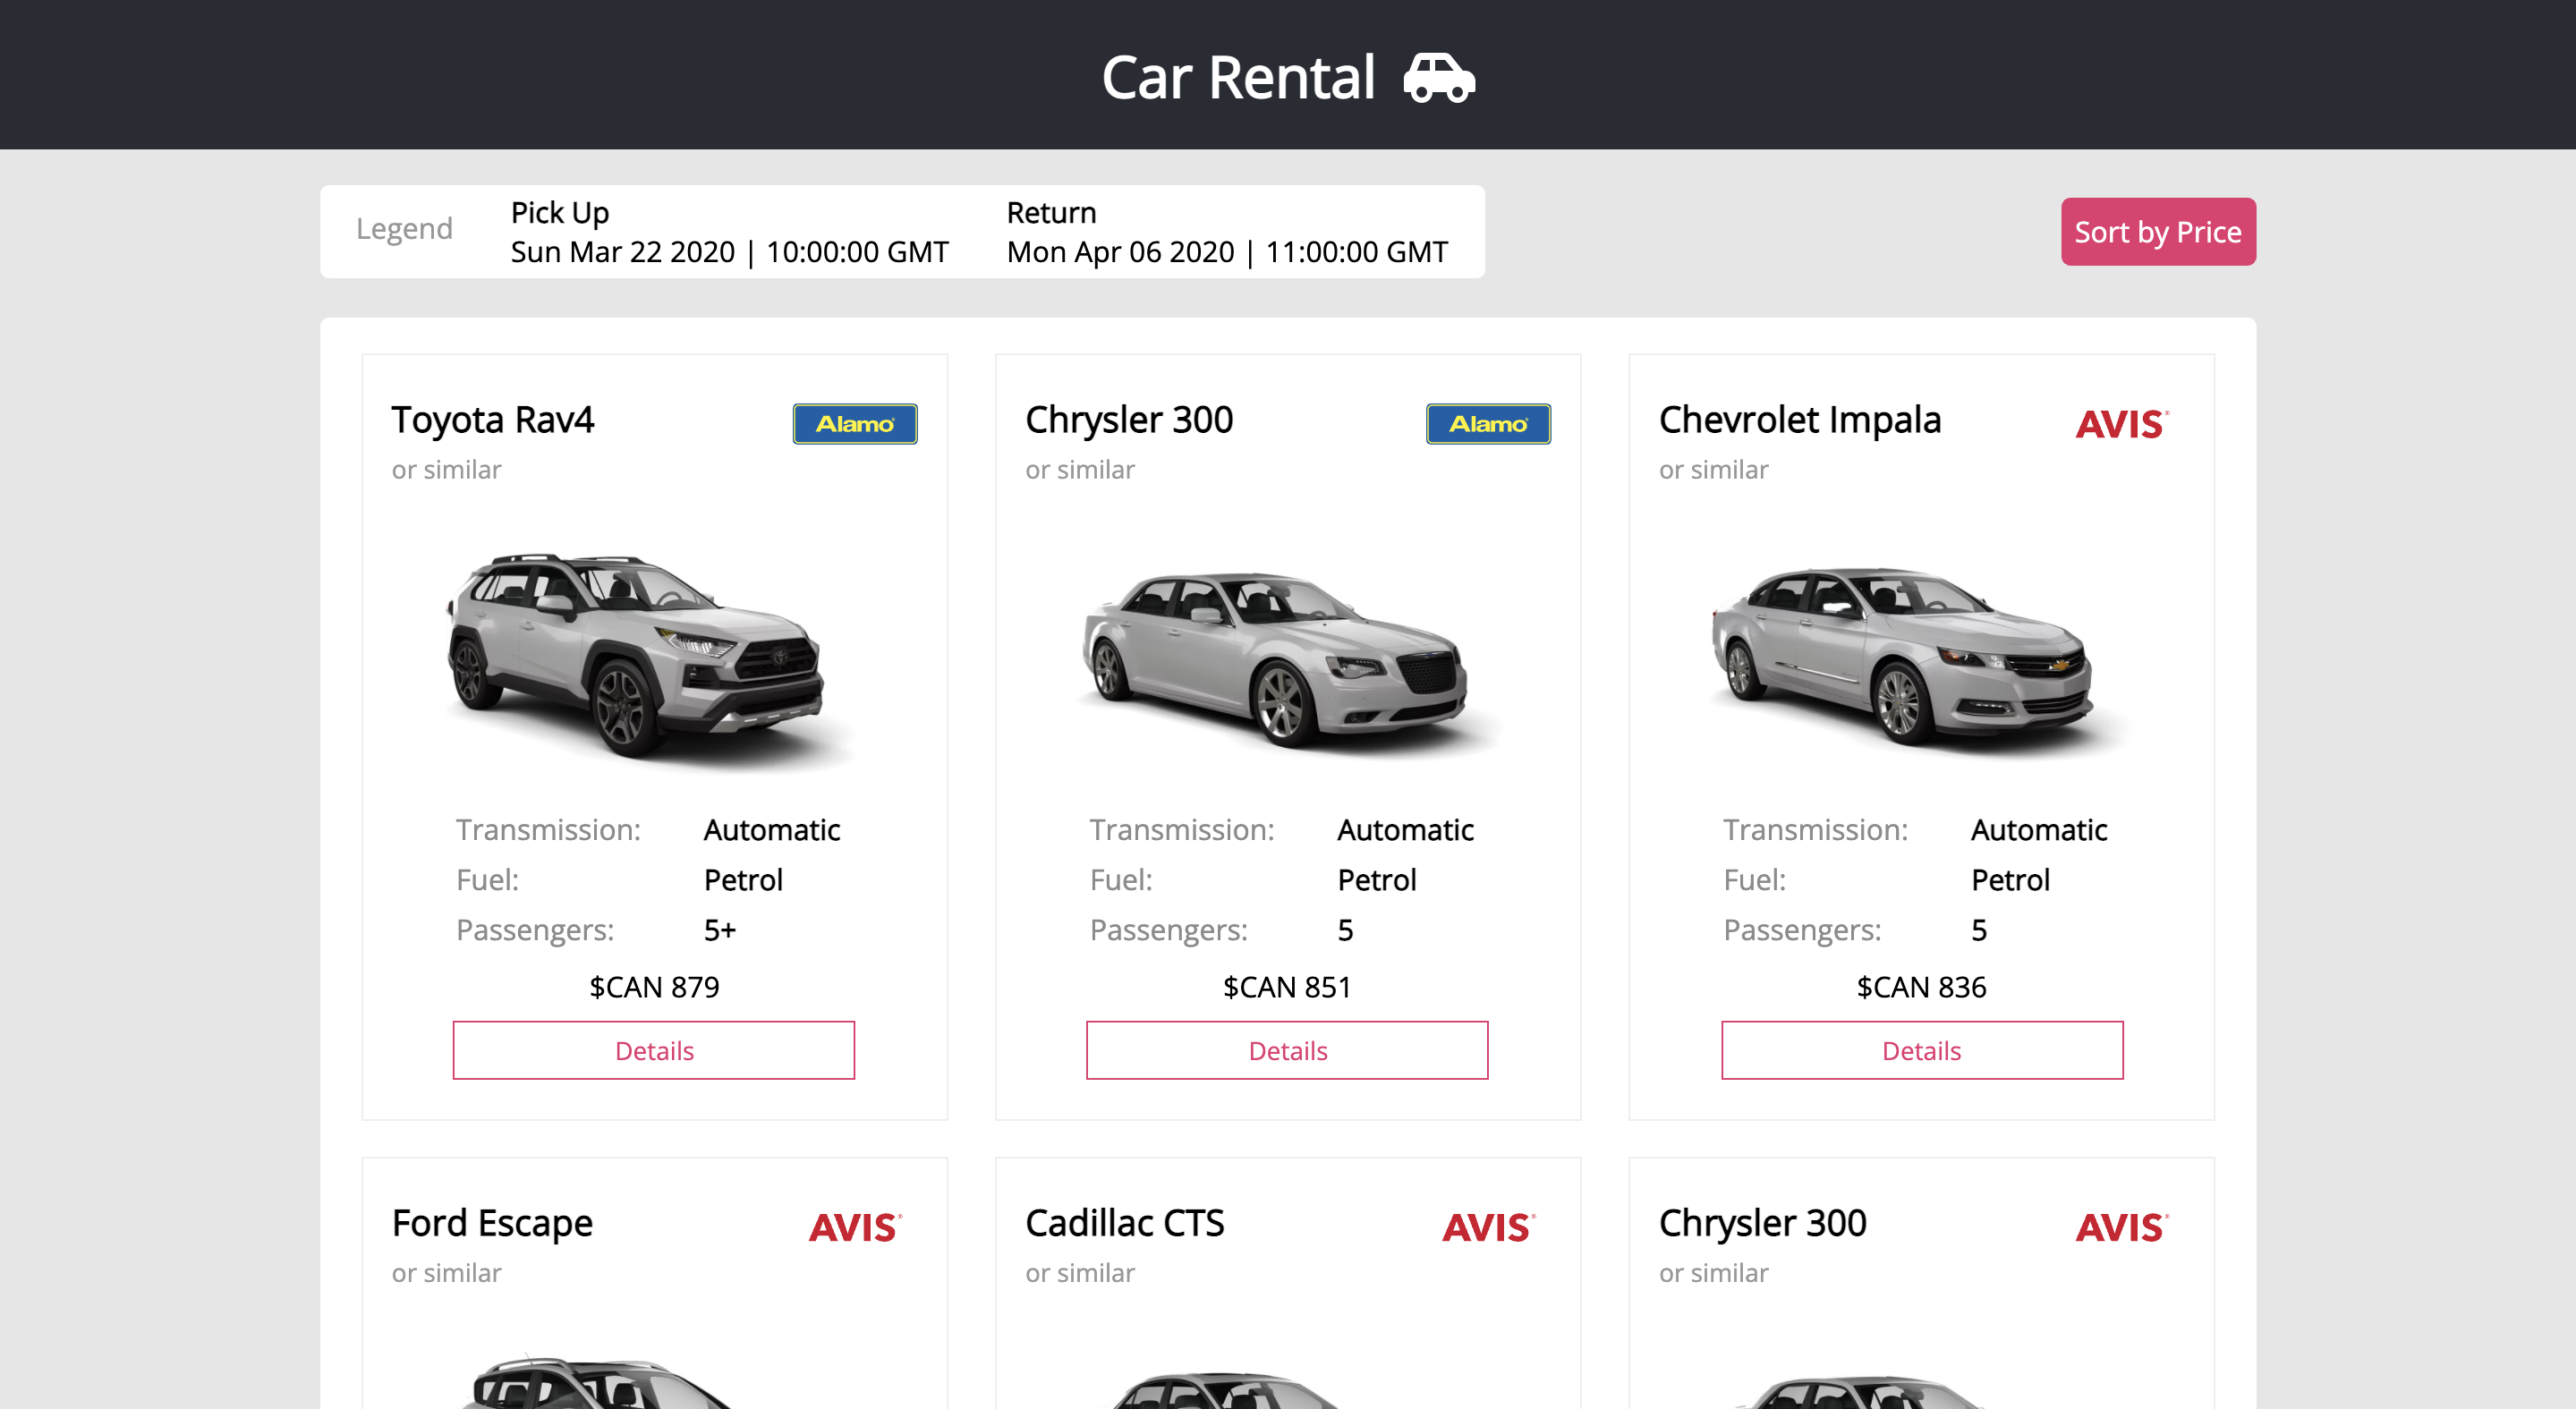 Car Rental
Legend
Pick Up
Sun Mar 22 2020 | 10:00:00 GMT
Return
Mon Apr 06 2020 | 11:00:00 GMT
Sort by Price
Toyota Rav4
Alamo
or similar
Transmission: Automatic
Fuel: Petrol
Passengers: 5+
$CAN 879
Details
Chrysler 300
Alamo
or similar
Transmission: Automatic
Fuel: Petrol
Passengers: 5
$CAN 851
Details
Chevrolet Impala
AVIS®
or similar
Transmission: Automatic
Fuel: Petrol
Passengers: 5
$CAN 836
Details
Ford Escape
AVIS®
or similar
Cadillac CTS
AVIS®
or similar
Chrysler 300
AVIS®
or similar